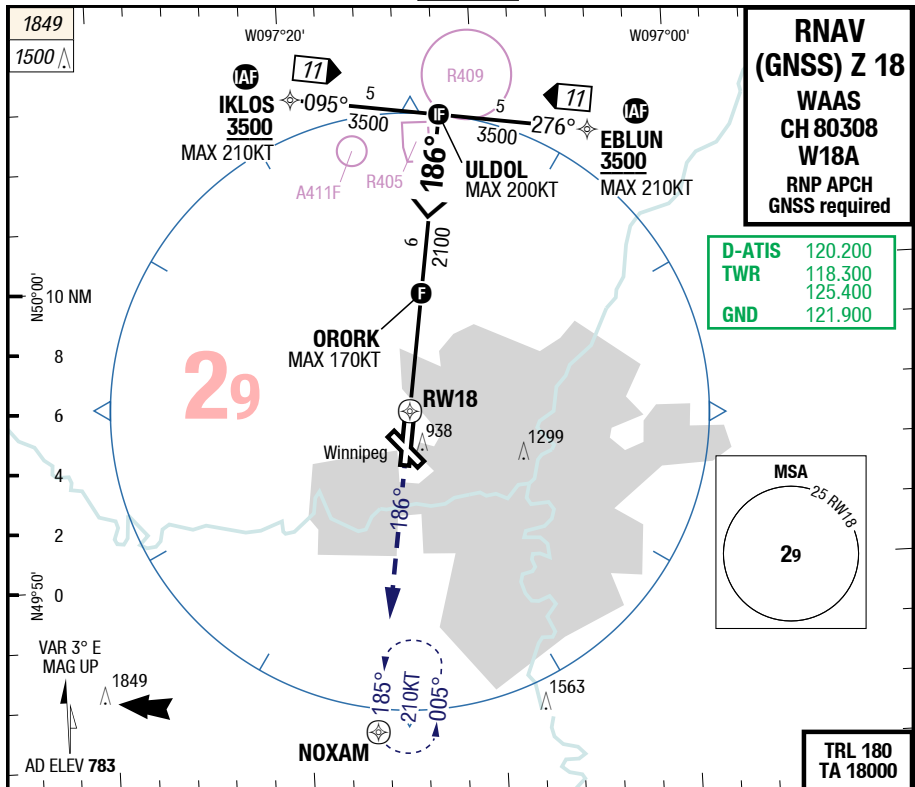 1849
1500
W097°20'
W097°00'
RNAV
(GNSS) Z 18
WAAS
CH 80308
W18A
RNP APCH
GNSS required
D-ATIS 120.200
TWR 118.300
125.400
GND 121.900
IAF
11
IKLOS
3500
MAX 210KT
095°
5
3500
R409
IF
5
3500
11
276°
IAF
EBLUN
3500
MAX 210KT
A411F
R405
186°
ULDOL
MAX 200KT
6
2100
F
ORORK
MAX 170KT
N50°00'
10 NM
8
6
4
2
0
N49°50'
29
RW18
938
1299
Winnipeg
186°
MSA
25 RW18
29
VAR 3° E
MAG UP
1849
AD ELEV 783
185°
210KT
005°
NOXAM
1563
TRL 180
TA 18000